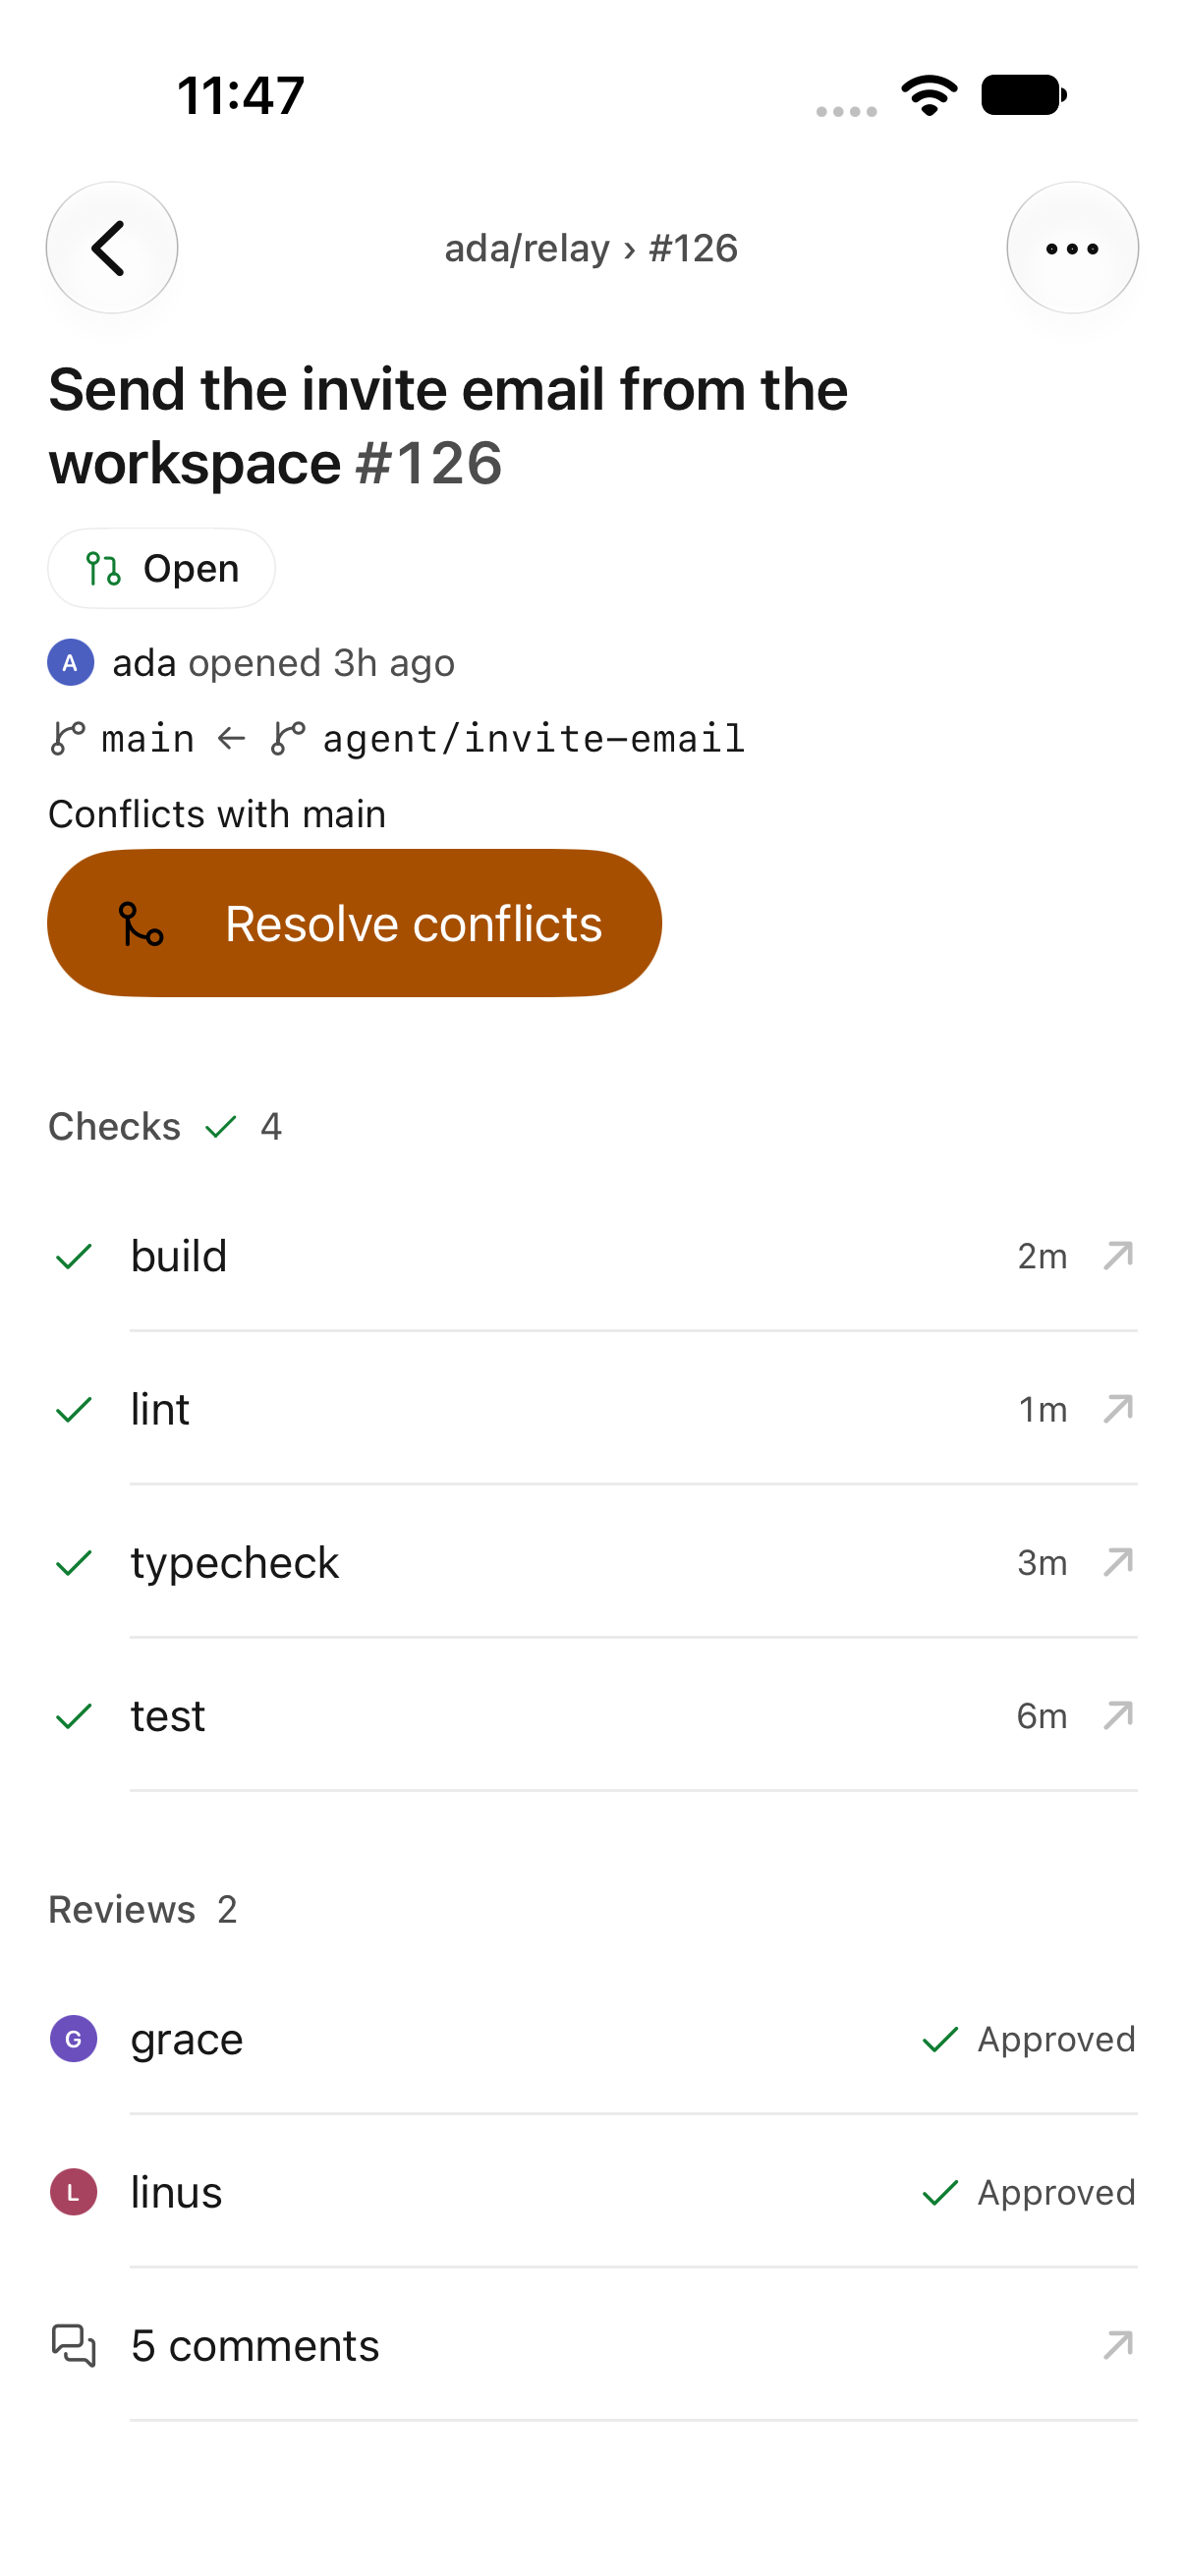 11:47
ada/relay › #126
Send the invite email from the
workspace #126
Open
A ada opened 3h ago
main ← agent/invite-email
Conflicts with main
Resolve conflicts
Checks 4
build 2m
lint 1m
typecheck 3m
test 6m
Reviews 2
G grace Approved
L linus Approved
5 comments